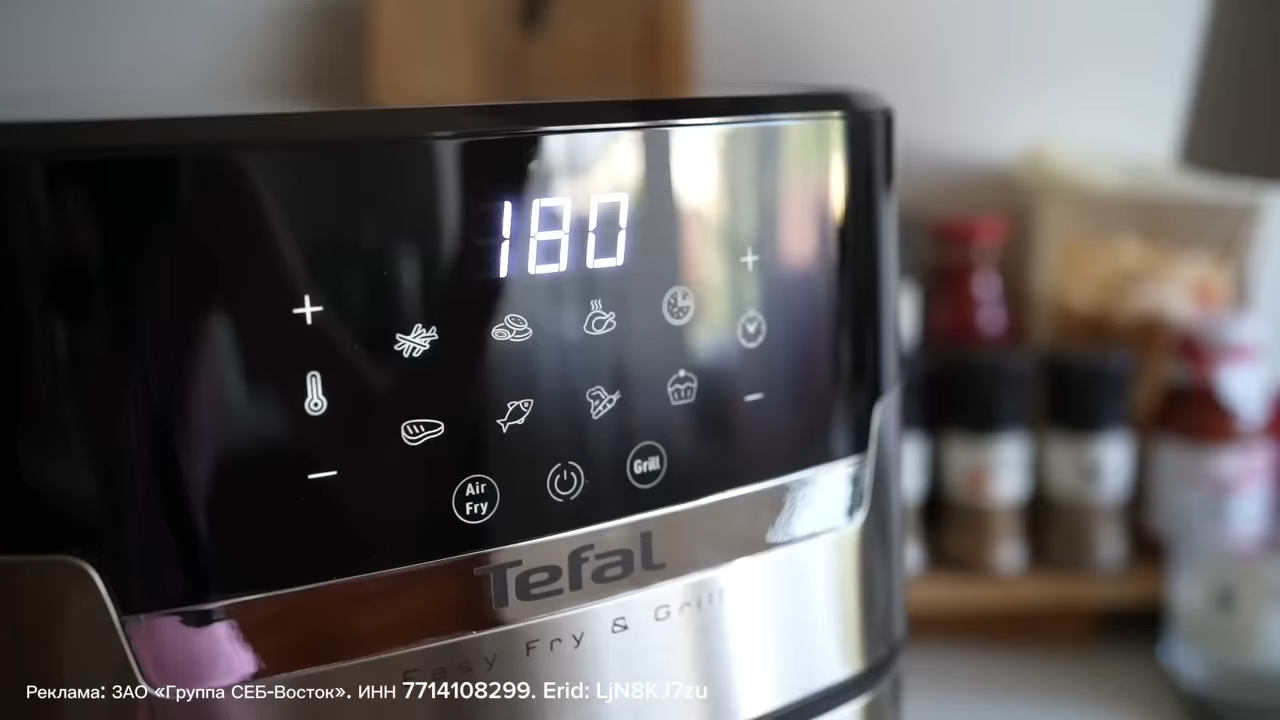 180
Air
Fry
Grill
Tefal
Easy Fry & Grill
Реклама: ЗАО «Группа СЕБ-Восток». ИНН 7714108299. Erid: LjN8KJ7zu